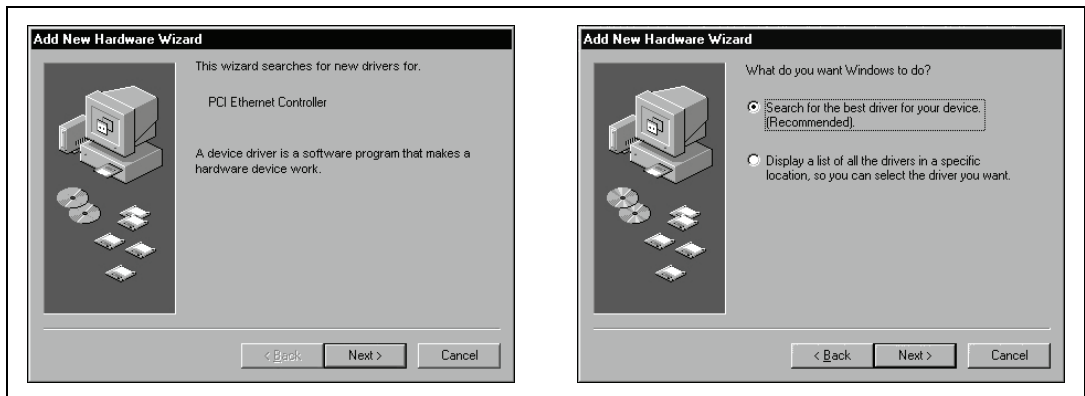 Add New Hardware Wizard
This wizard searches for new drivers for.
PCI Ethernet Controller
A device driver is a software program that makes a
hardware device work.
< Back
Next >
Cancel
Add New Hardware Wizard
What do you want Windows to do?
Search for the best driver for your device.
(Recommended).
Display a list of all the drivers in a specific
location, so you can select the driver you want.
< Back
Next >
Cancel